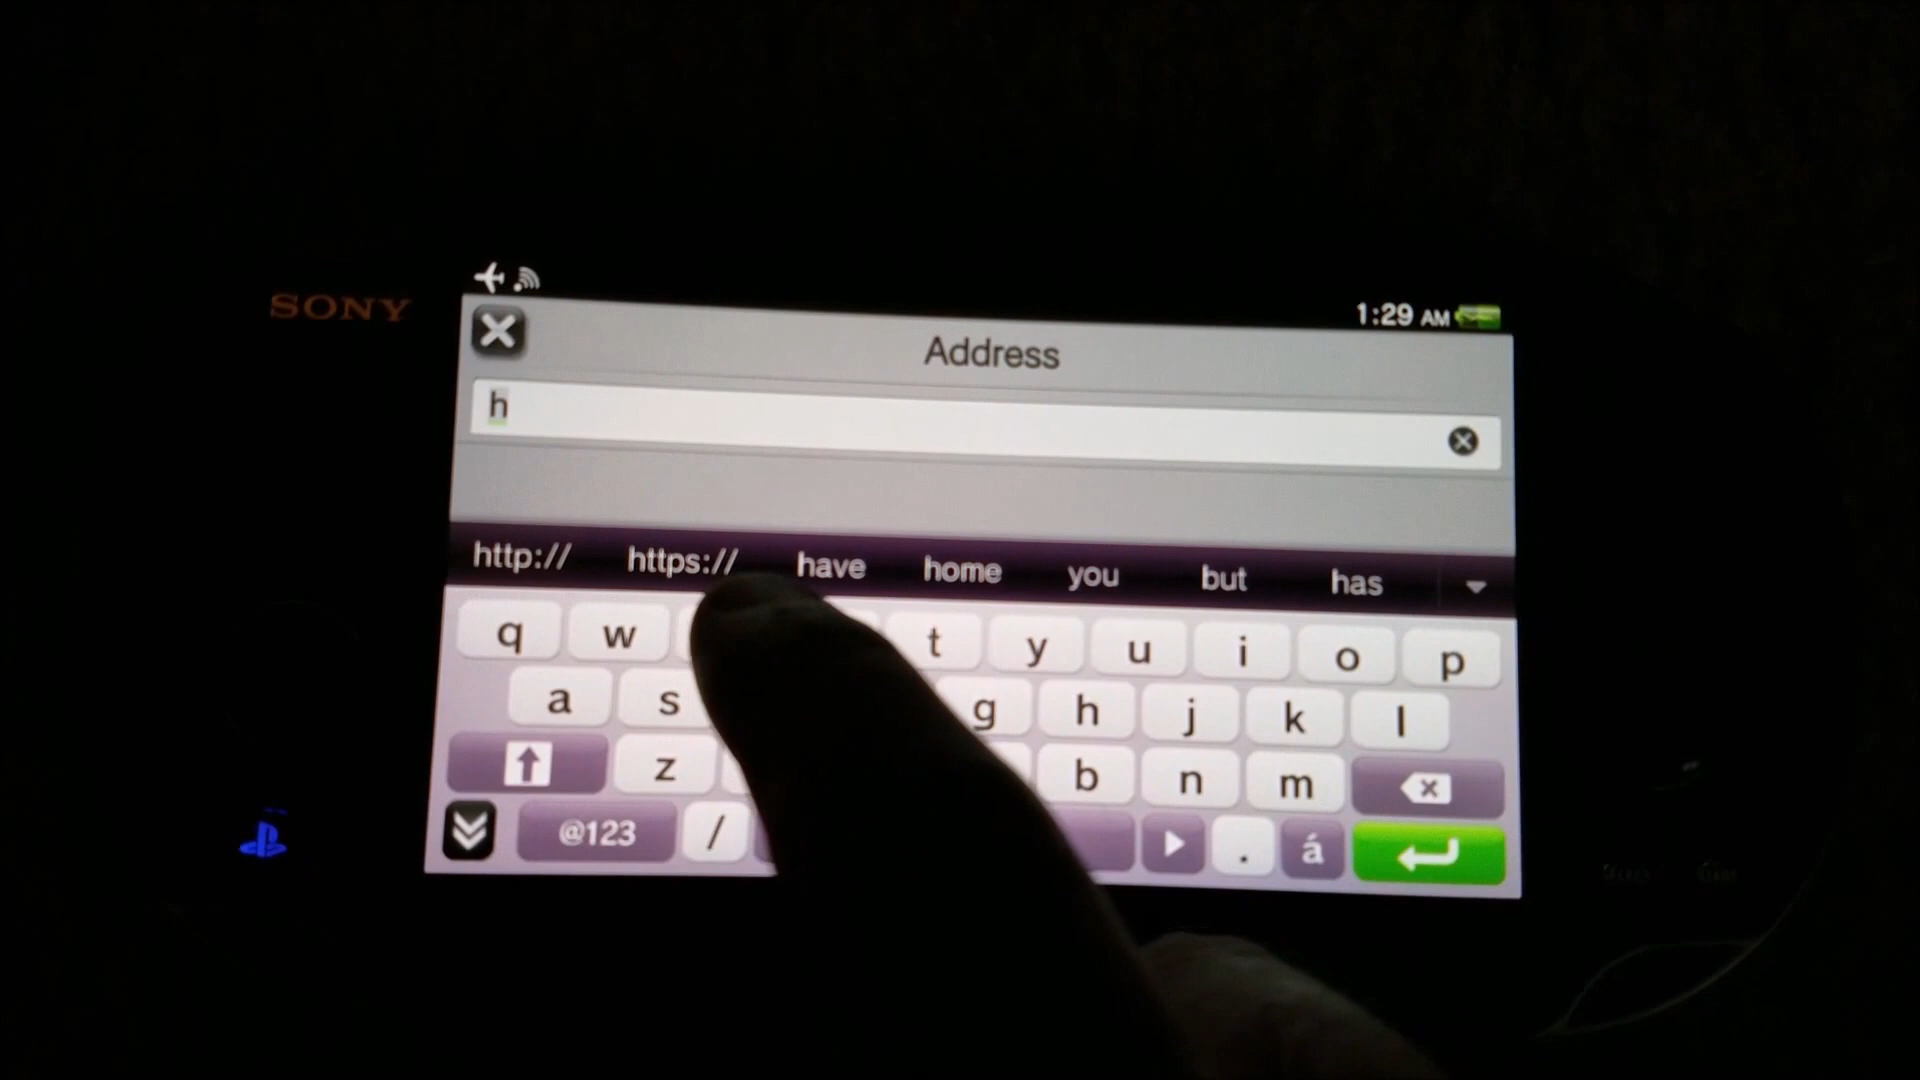 SONY
1:29 AM
Address
h
http:// https:// have home you but has
q w t y u i o p
a s g h j k l
z b n m
@123 / . á